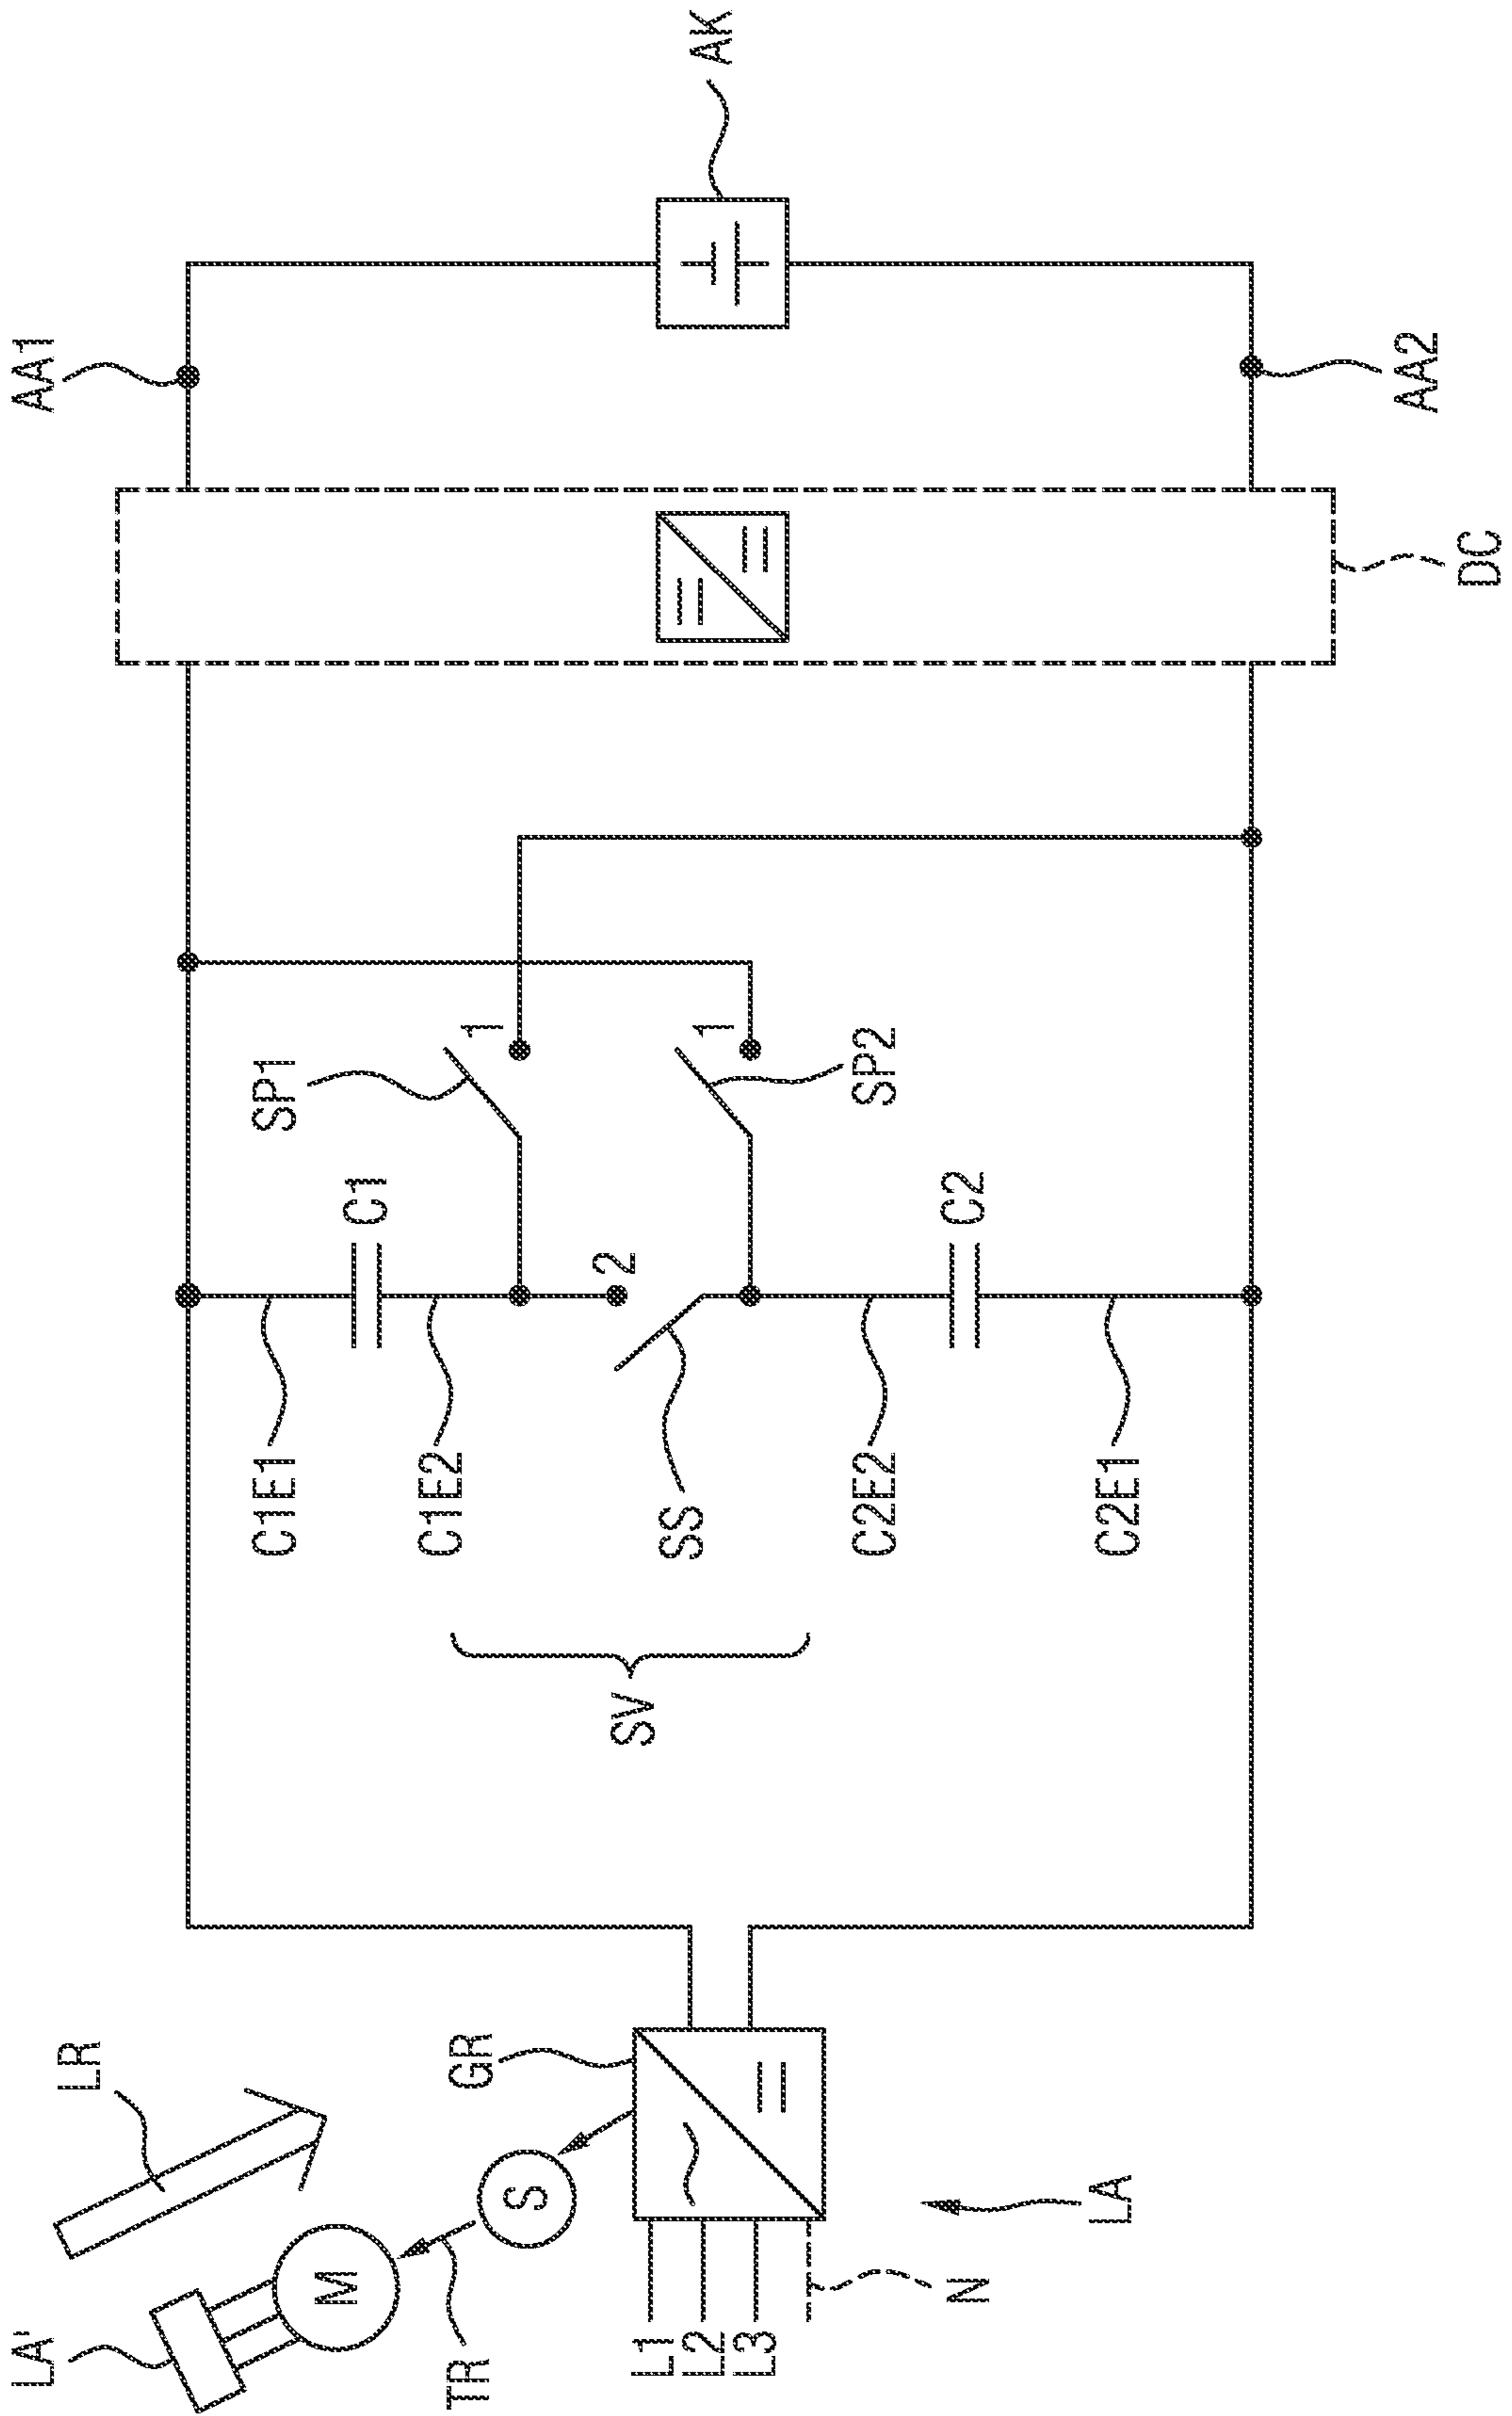 LA'
LR
TR
M
S
GR
L1
L2
L3
N
LA
SV
C1E1
C1E2
SS
C2E2
C2E1
C1
2
C2
SP1
1
1
SP2
AA1
DC
AA2
AK